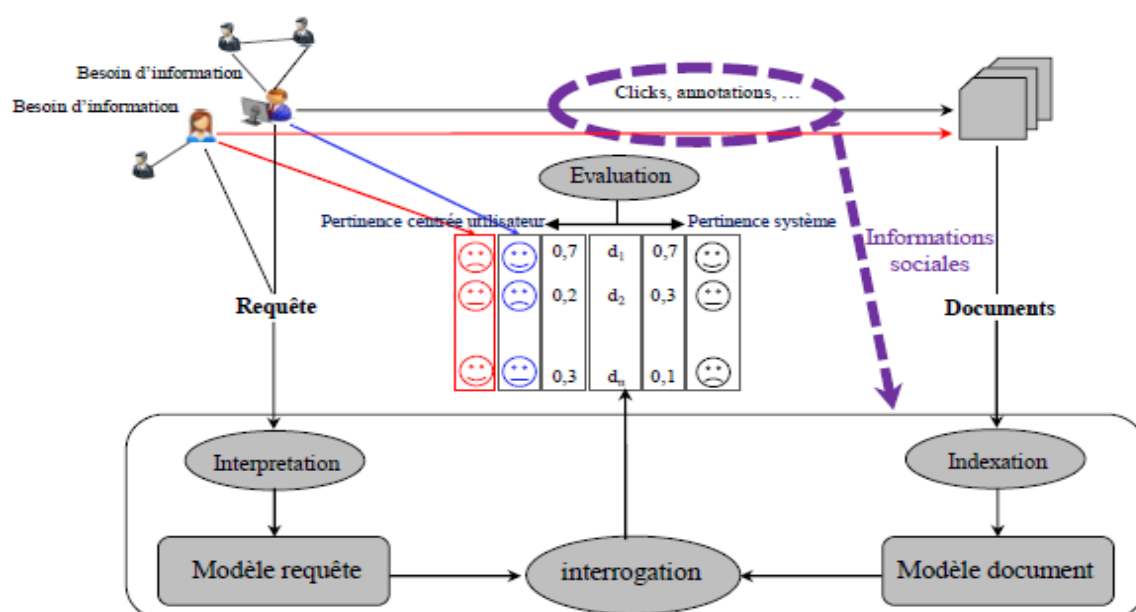 Besoin d'information
Besoin d'information
Clicks, annotations, …
Evaluation
Pertinence centrée utilisateur
Pertinence système
0,7 d1 0,7
0,2 d2 0,3
0,3 dn 0,1
Informations
sociales
Requête
Documents
Interpretation
Indexation
Modèle requête
interrogation
Modèle document